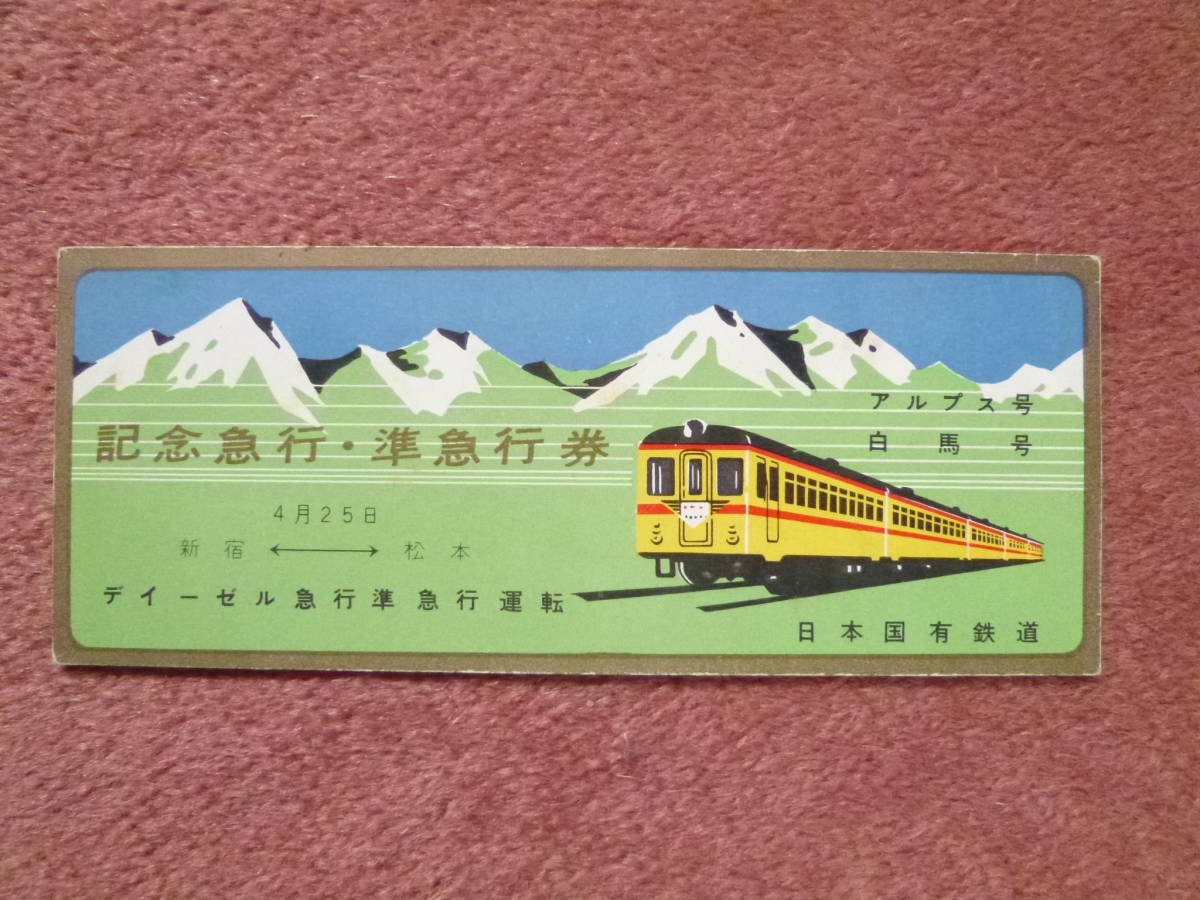 アルプス号
白馬号
記念急行・準急行券
4月25日
新宿 ⟷ 松本
デイーゼル急行準急行運転
日本国有鉄道